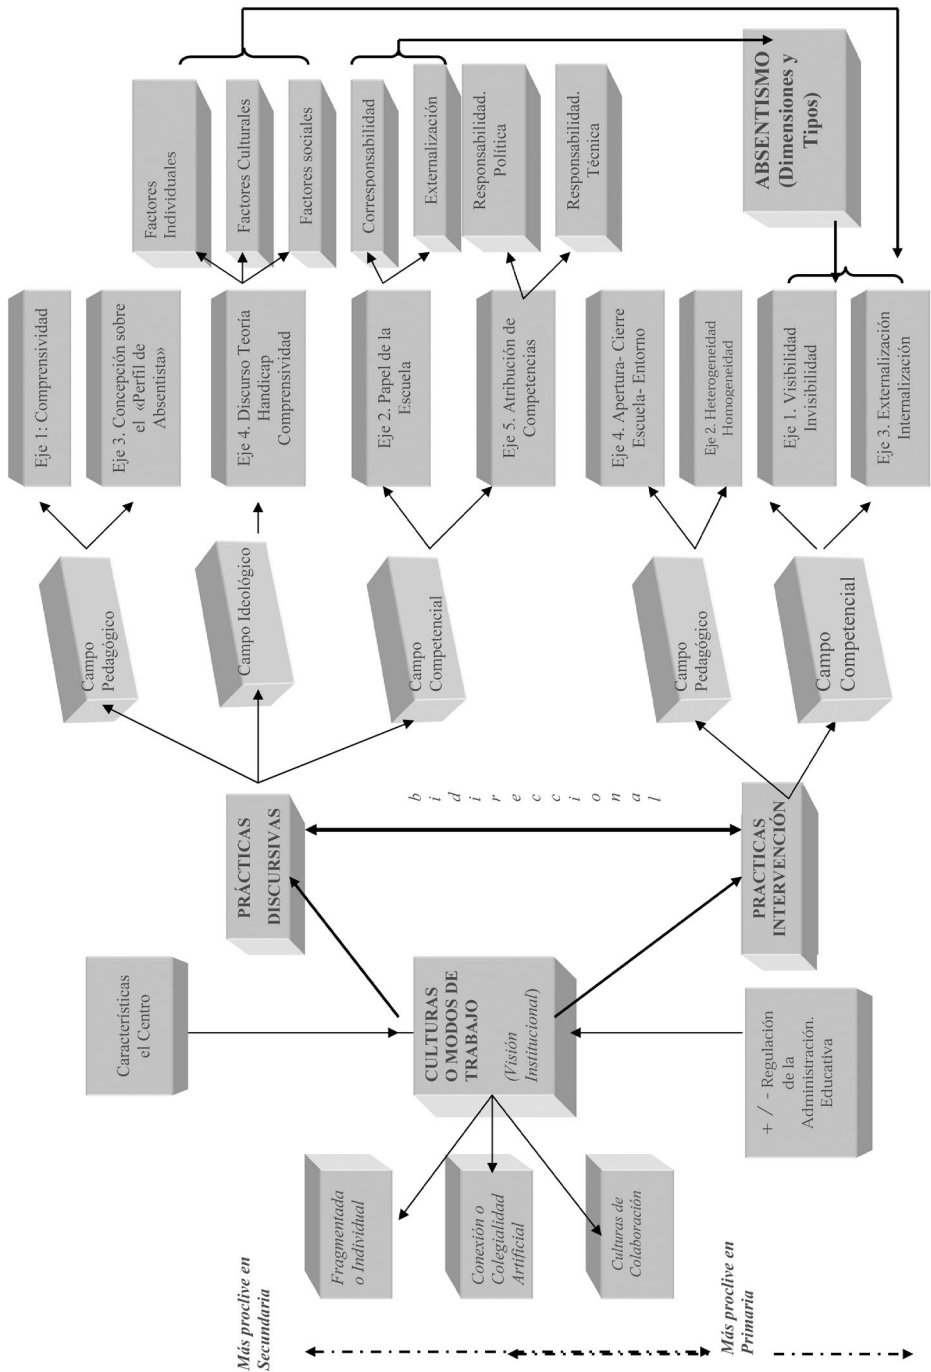 Más proclive en
Secundaria
Más proclive en
Primaria
Fragmentada
o Individual
Conexión o
Colegialidad
Artificial
Culturas de
Colaboración
Características
el Centro
CULTURAS
O MODOS DE
TRABAJO
(Visión
Institucional)
+ / - Regulación
de la
Administración.
Educativa
PRÁCTICAS
DISCURSIVAS
bidireccional
PRACTICAS
INTERVENCIÓN
Campo
Pedagógico
Campo Ideológico
Campo
Competencial
Campo
Pedagógico
Campo
Competencial
Eje 1: Comprensividad
Eje 3. Concepción sobre
el «Perfil de
Absentista»
Eje 4. Discurso Teoría
Handicap
Comprensividad
Eje 2. Papel de la
Escuela
Eje 5. Atribución de
Competencias
Eje 4. Apertura- Cierre
Escuela- Entorno
Eje 2. Heterogeneidad
Homogeneidad
Eje 1. Visibilidad
Invisibilidad
Eje 3. Externalización
Internalización
Factores
Individuales
Factores Culturales
Factores sociales
Corresponsabilidad
Externalización
Responsabilidad.
Política
Responsabilidad.
Técnica
ABSENTISMO
(Dimensiones y
Tipos)